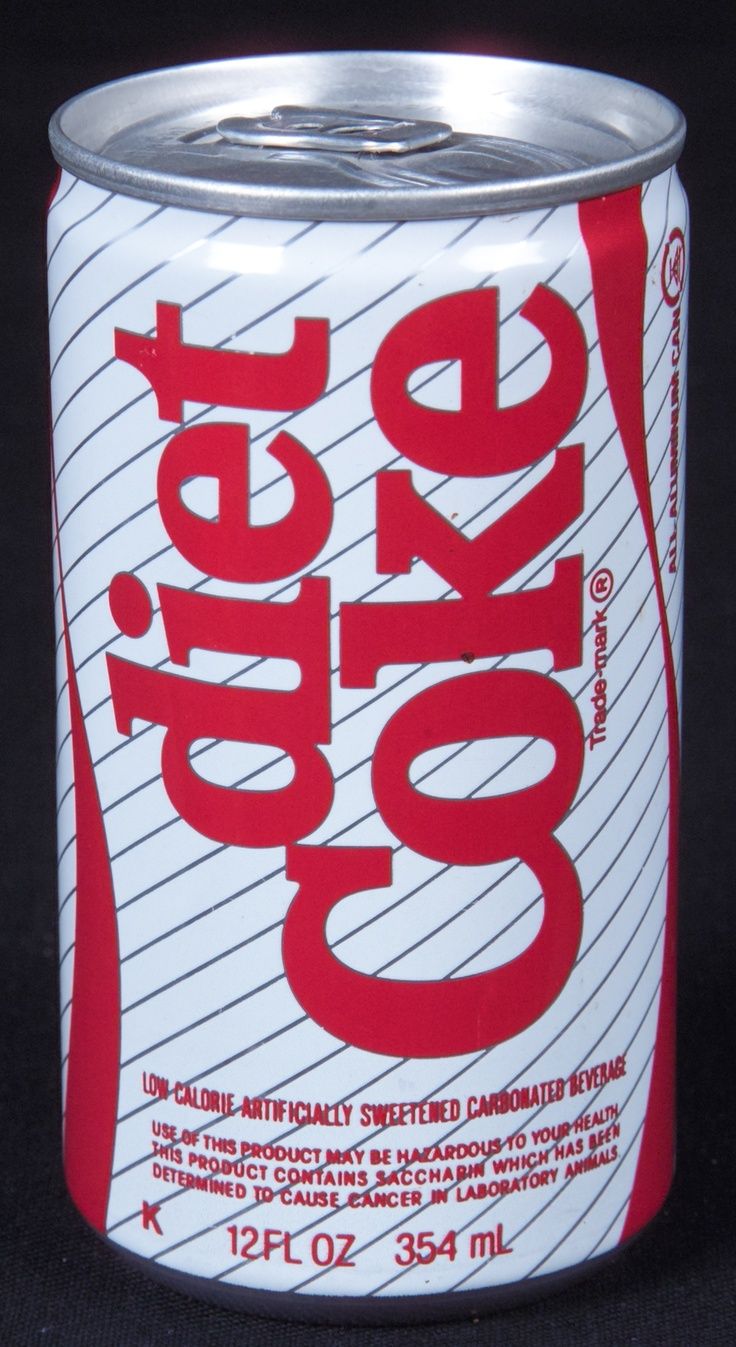 diet
Coke
Trade-mark ®
ALL ALUMINUM CAN
LOW CALORIE ARTIFICIALLY SWEETENED CARBONATED BEVERAGE
USE OF THIS PRODUCT MAY BE HAZARDOUS TO YOUR HEALTH
THIS PRODUCT CONTAINS SACCHARIN WHICH HAS BEEN
DETERMINED TO CAUSE CANCER IN LABORATORY ANIMALS.
K 12FL OZ 354 mL